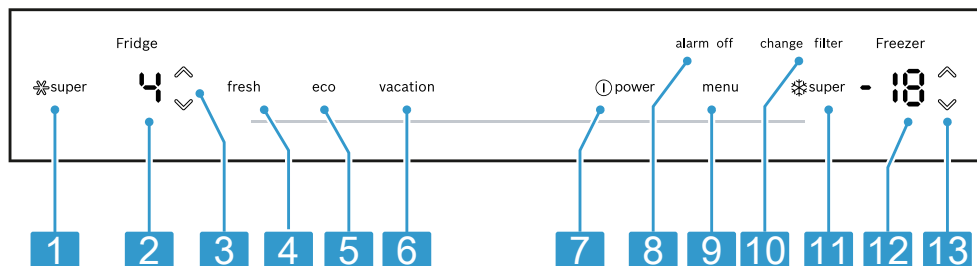 Fridge alarm off change filter Freezer
super 4 fresh eco vacation power menu super -18
1 2 3 4 5 6 7 8 9 10 11 12 13